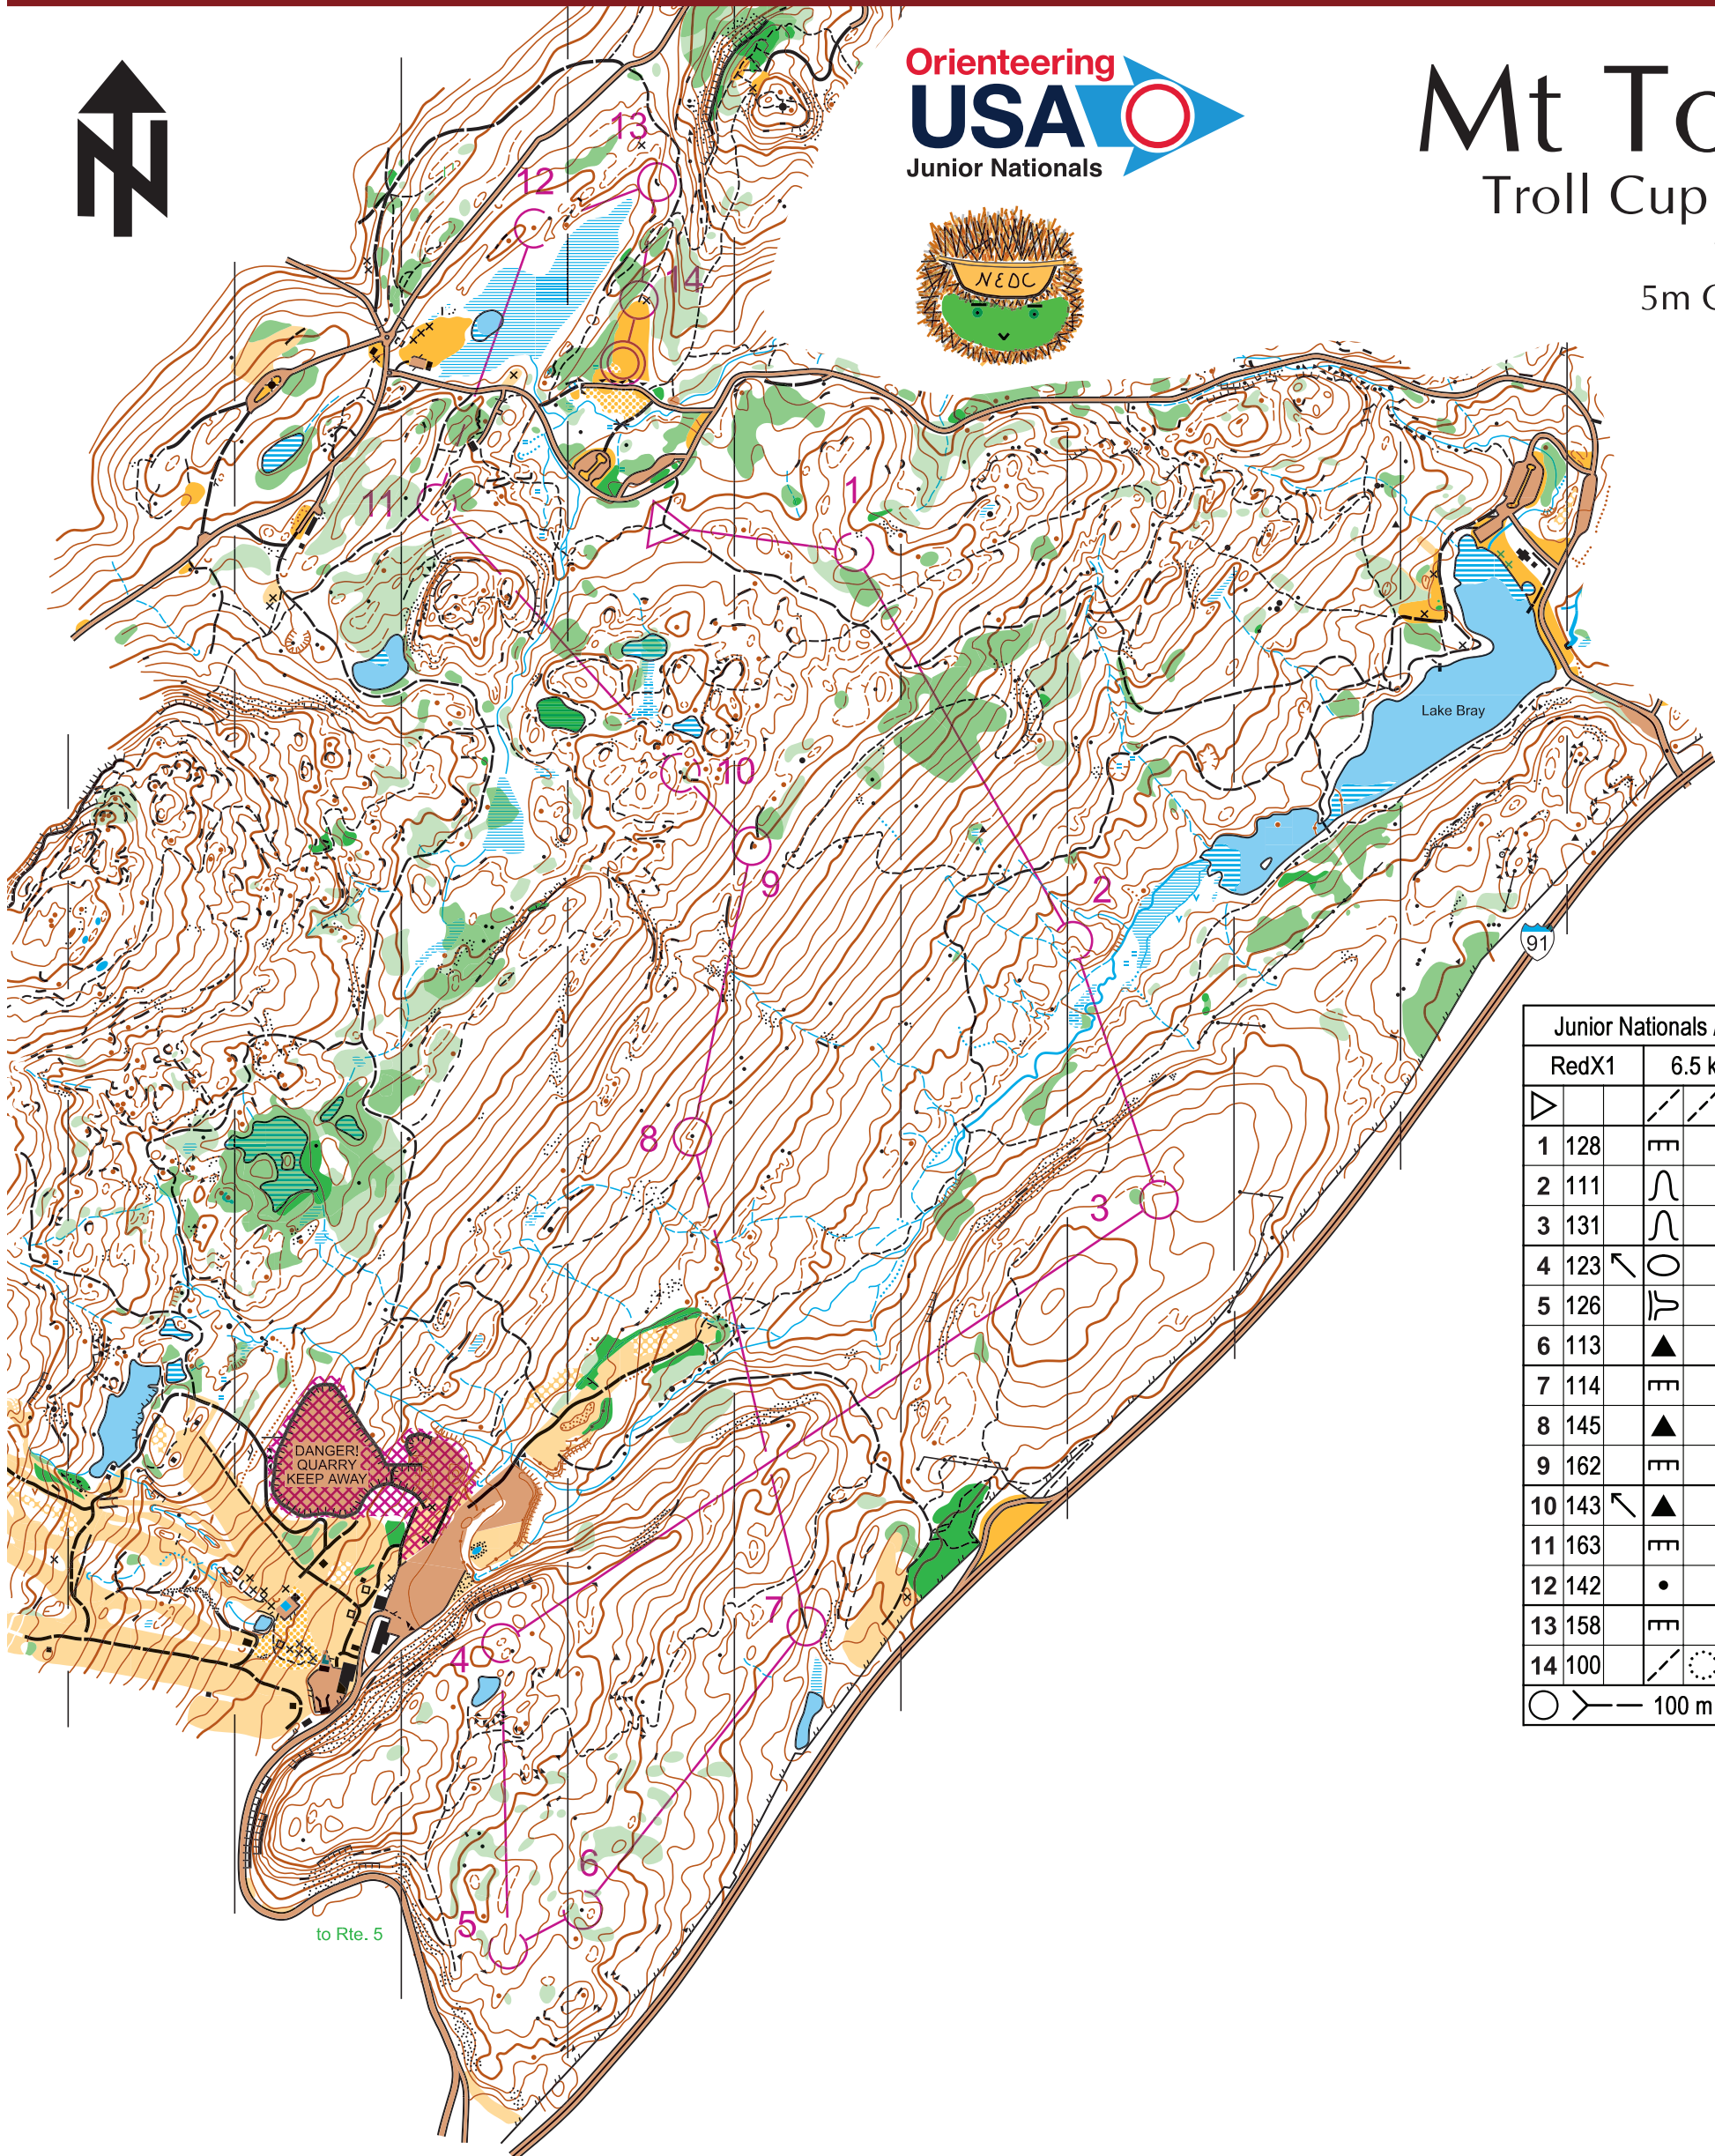 Orienteering
USA
Junior Nationals
Mt To
Troll Cup
5m C
NEDC
N
13
12
14
11
1
10
9
2
8
3
7
4
6
5
Lake Bray
91
DANGER!
QUARRY
KEEP AWAY
to Rte. 5
Junior Nationals
RedX1 6.5 k
1 128
2 111
3 131
4 123
5 126
6 113
7 114
8 145
9 162
10 143
11 163
12 142
13 158
14 100
100 m